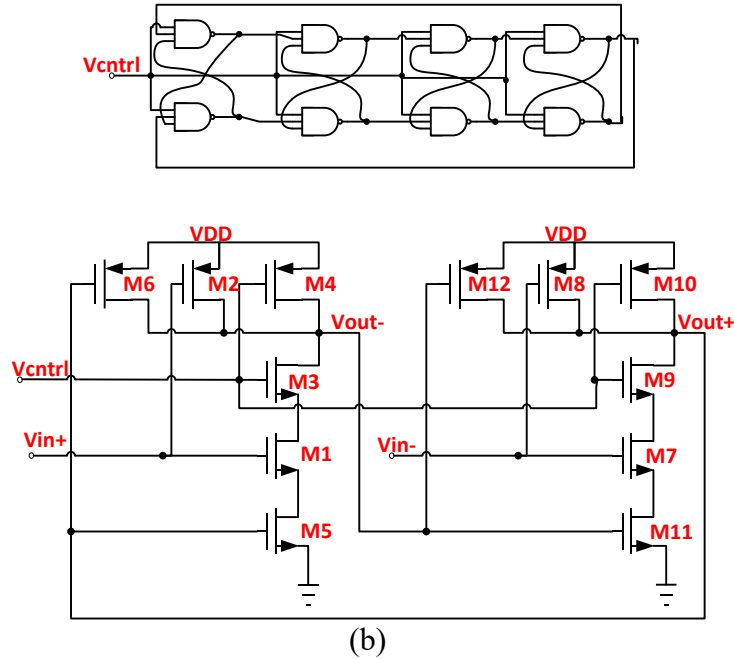 Vcntrl
VDD
VDD
M6
M2
M4
M12
M8
M10
Vout-
Vout+
Vcntrl
M3
M9
Vin+
M1
Vin-
M7
M5
M11
(b)